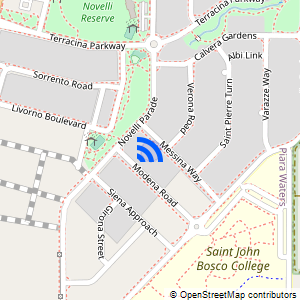 Novelli
Reserve
Terracina Parkway
Terracina Parkway
Calvera Gardens
Nbi Link
Sorrento Road
Livorno Boulevard
Novelli Parade
Verona Road
Saint Pierre Turn
Varazze Way
Messina Way
Modena Road
Siena Approach
Girona Street
Piara Waters
Saint John
Bosco College
© OpenStreetMap contributors